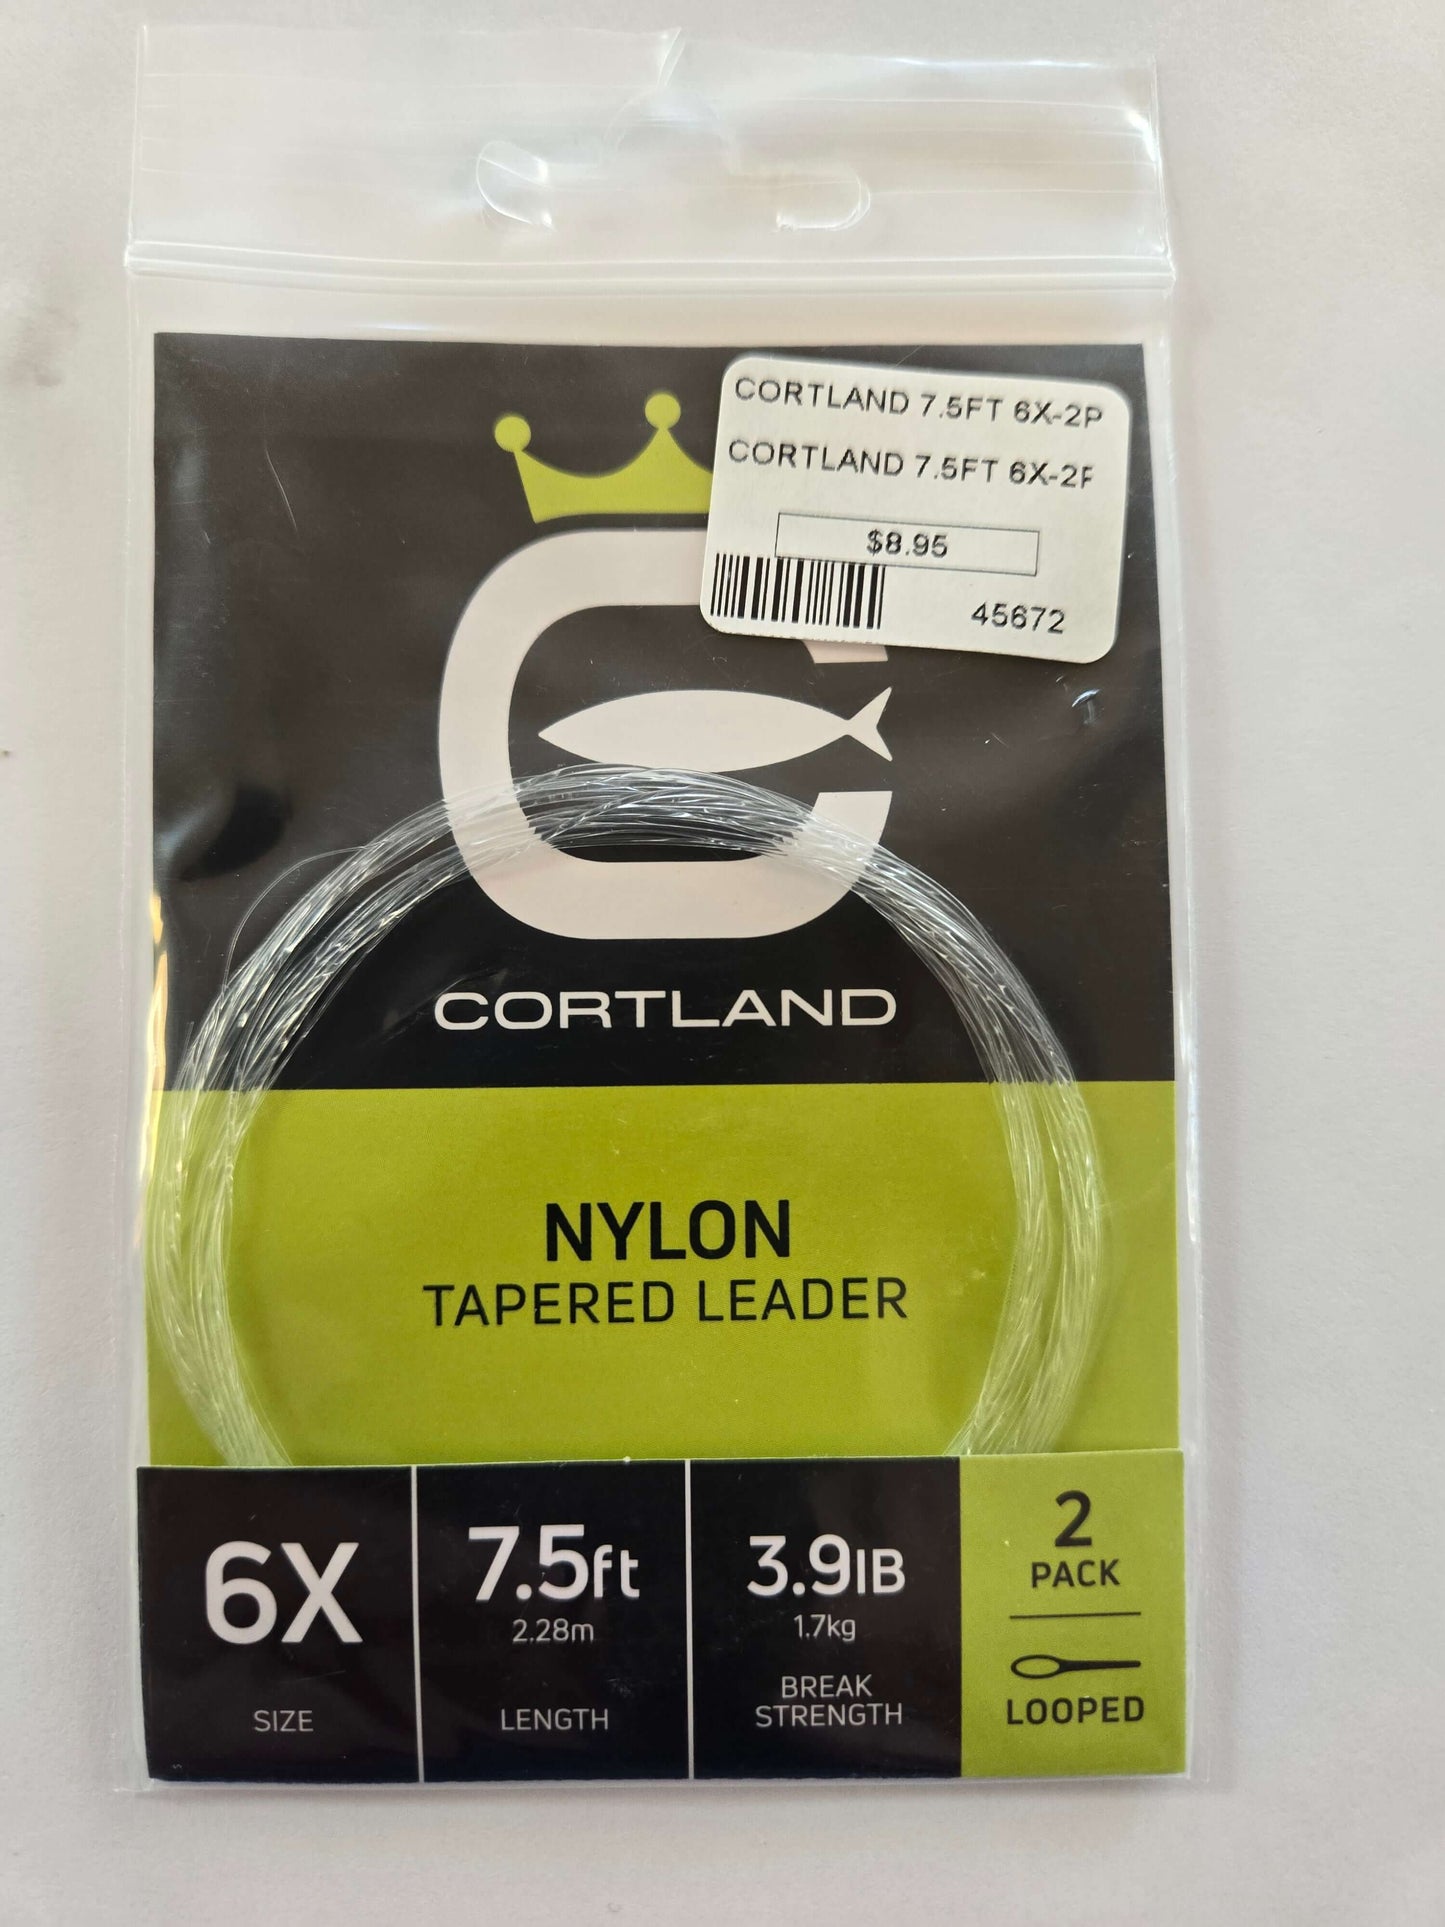 CORTLAND 7.5FT 6X-2P
CORTLAND 7.5FT 6X-2P
$8.95
45672
CORTLAND
NYLON
TAPERED LEADER
6X
SIZE
7.5ft
2.28m
LENGTH
3.9lB
1.7kg
BREAK
STRENGTH
2
PACK
LOOPED